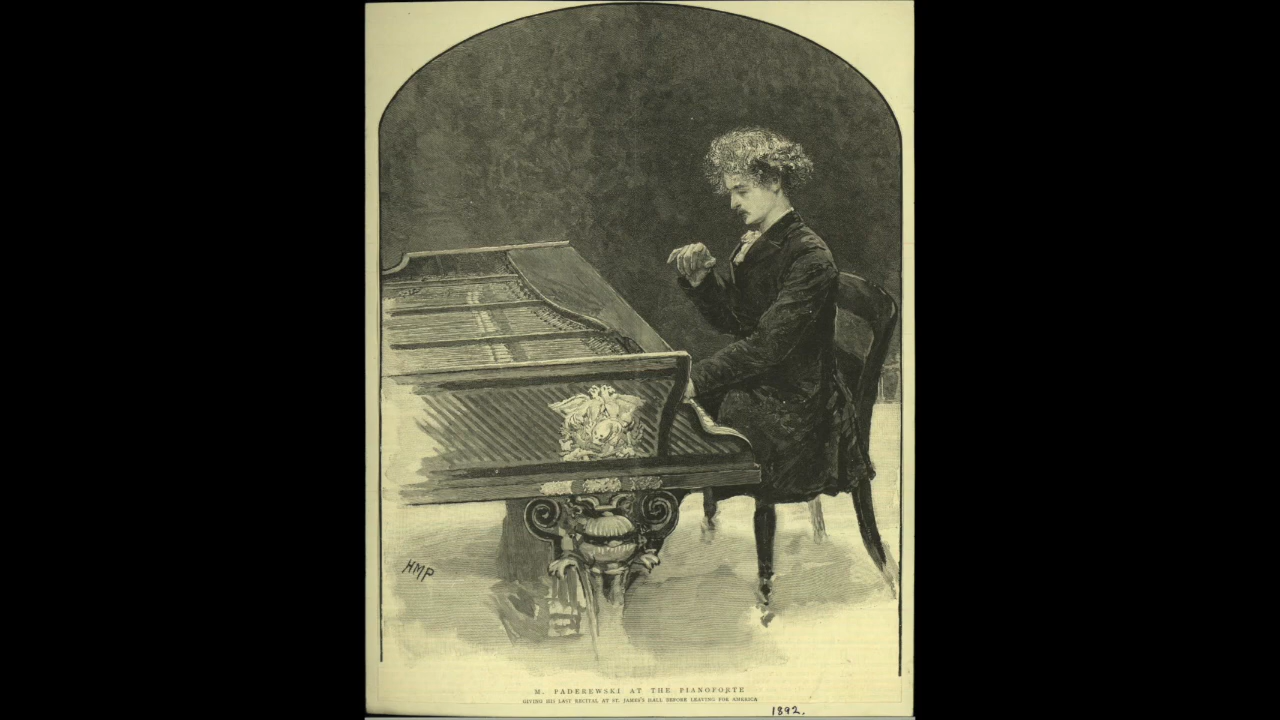 HMP
M. PADEREWSKI AT THE PIANOFORTE
GIVING HIS LAST RECITAL AT ST. JAMES'S HALL BEFORE LEAVING FOR AMERICA
1892.